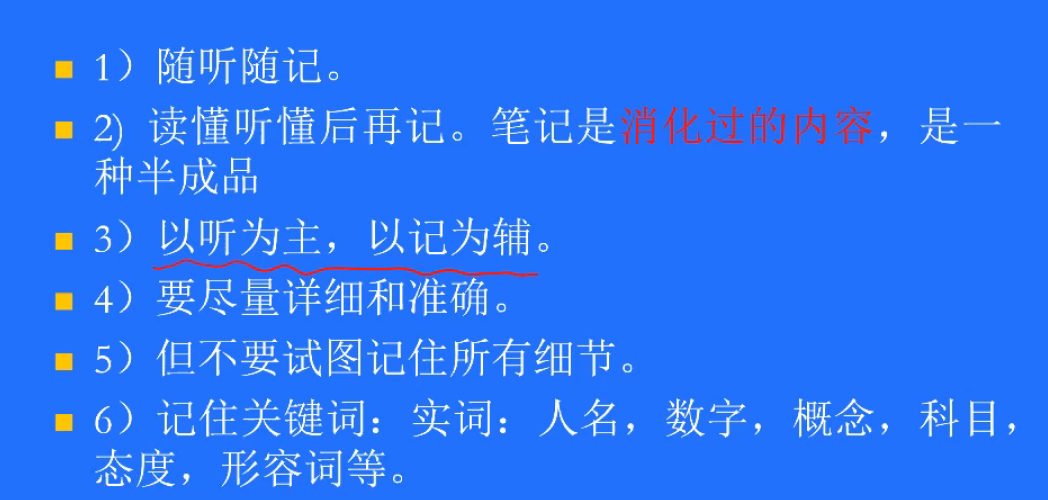 1）随听随记。
2) 读懂听懂后再记。笔记是消化过的内容，是一
种半成品
3）以听为主，以记为辅。
4）要尽量详细和准确。
5）但不要试图记住所有细节。
6）记住关键词：实词：人名，数字，概念，科目，
态度，形容词等。